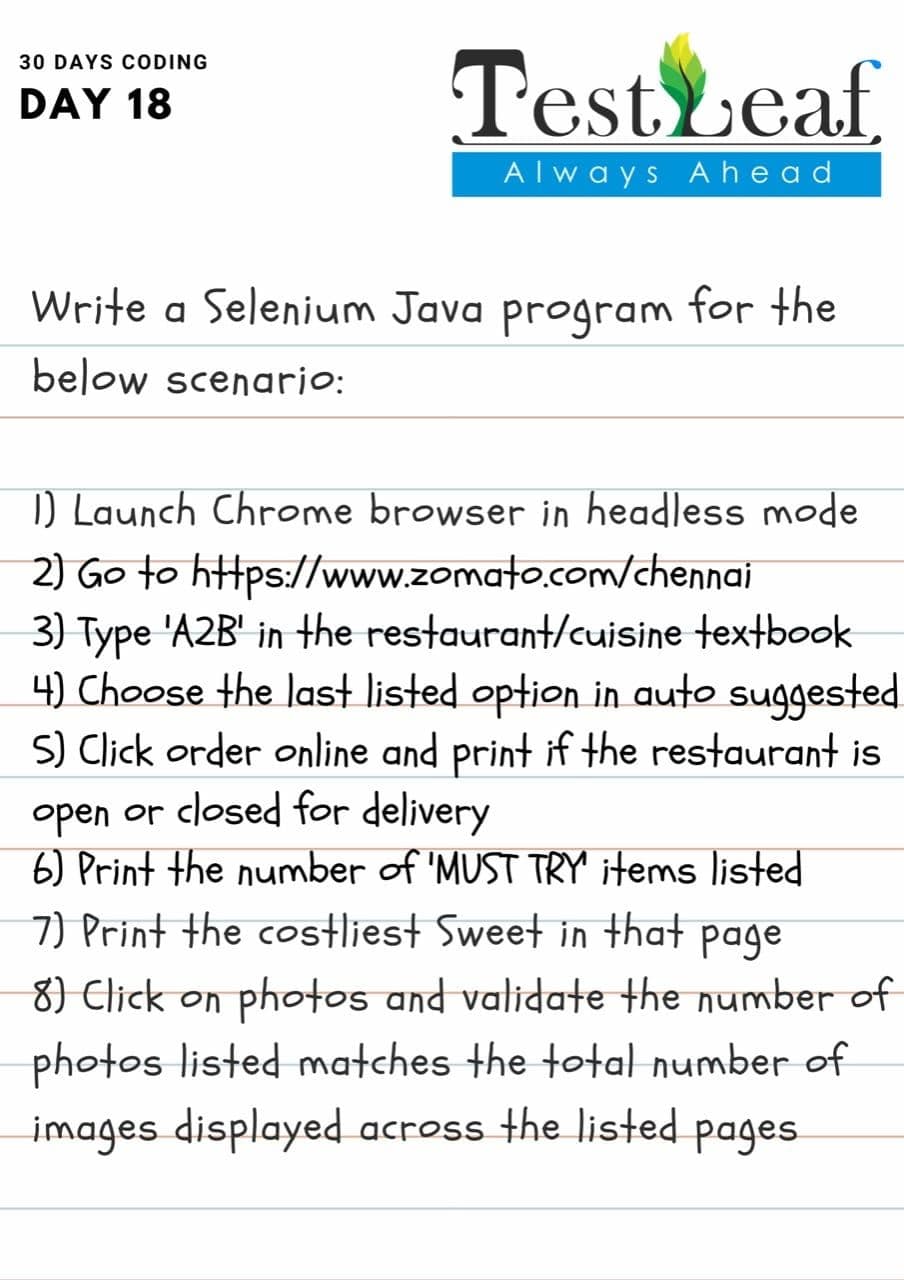 30 DAYS CODING
DAY 18
TestLeaf
Always Ahead
Write a Selenium Java program for the
below scenario:
1) Launch Chrome browser in headless mode
2) Go to https://www.zomato.com/chennai
3) Type 'A2B' in the restaurant/cuisine textbook
4) Choose the last listed option in auto suggested
5) Click order online and print if the restaurant is
open or closed for delivery
6) Print the number of 'MUST TRY' items listed
7) Print the costliest Sweet in that page
8) Click on photos and validate the number of
photos listed matches the total number of
images displayed across the listed pages